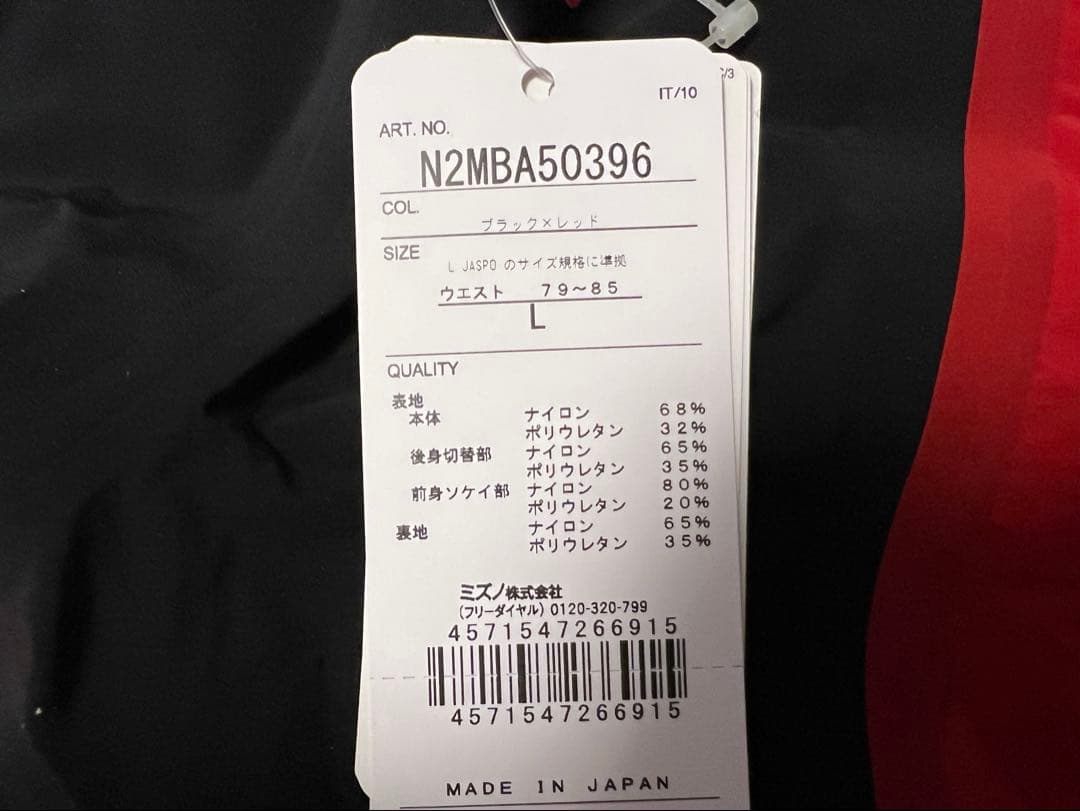 IT/10
/3
ART. NO.
N2MBA50396
COL.
ブラック×レッド
SIZE
L JASPO のサイズ規格に準拠
ウエスト 79~85
L
QUALITY
表地
本体 ナイロン 68%
ポリウレタン 32%
後身切替部 ナイロン 65%
ポリウレタン 35%
前身ソケイ部 ナイロン 80%
ポリウレタン 20%
裏地 ナイロン 65%
ポリウレタン 35%
ミズノ株式会社
(フリーダイヤル) 0120-320-799
4571547266915
4571547266915
MADE IN JAPAN